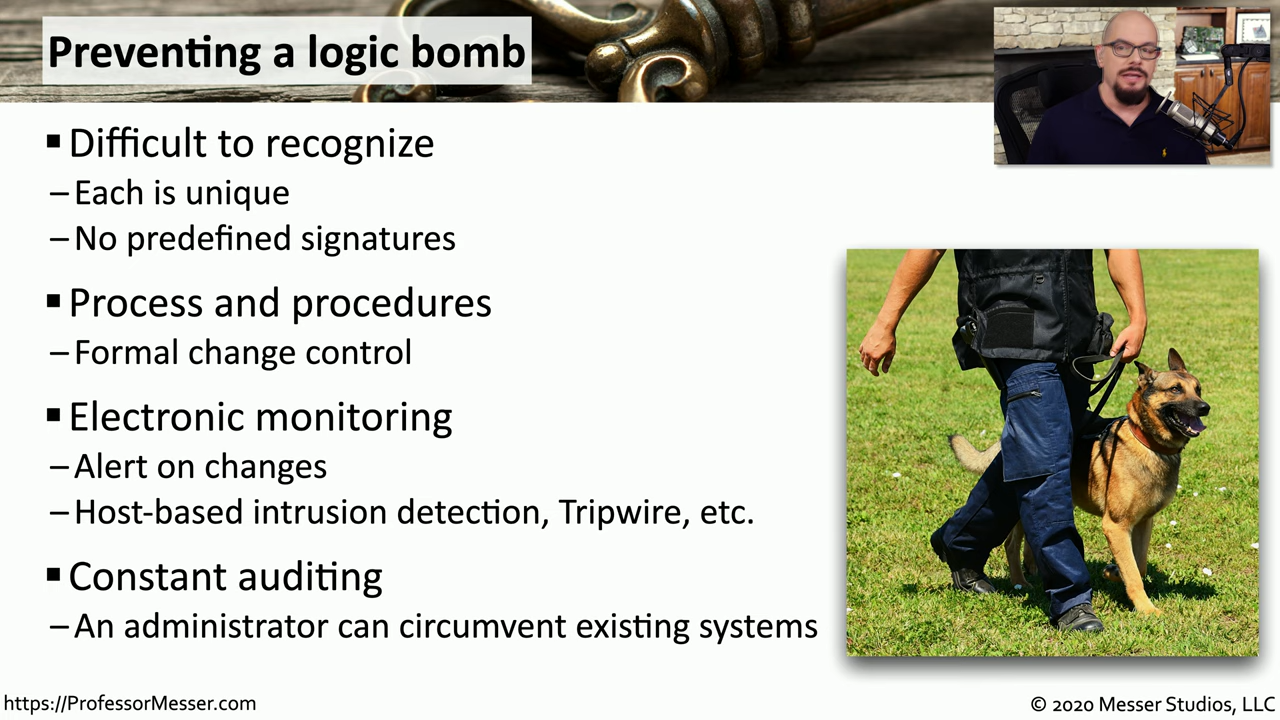 Preventing a logic bomb
▪ Difficult to recognize
– Each is unique
– No predefined signatures
▪ Process and procedures
– Formal change control
▪ Electronic monitoring
– Alert on changes
– Host-based intrusion detection, Tripwire, etc.
▪ Constant auditing
– An administrator can circumvent existing systems
https://ProfessorMesser.com
© 2020 Messer Studios, LLC